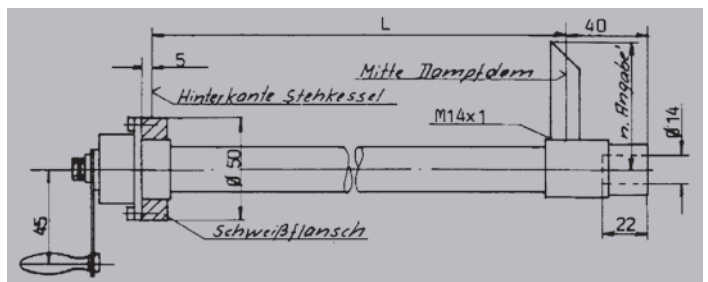 L
40
5
Mitte Dampfdom
Hinterkante Stehkessel
n. Angabe
M14x1
Ø14
Ø 50
45
Schweißflansch
22